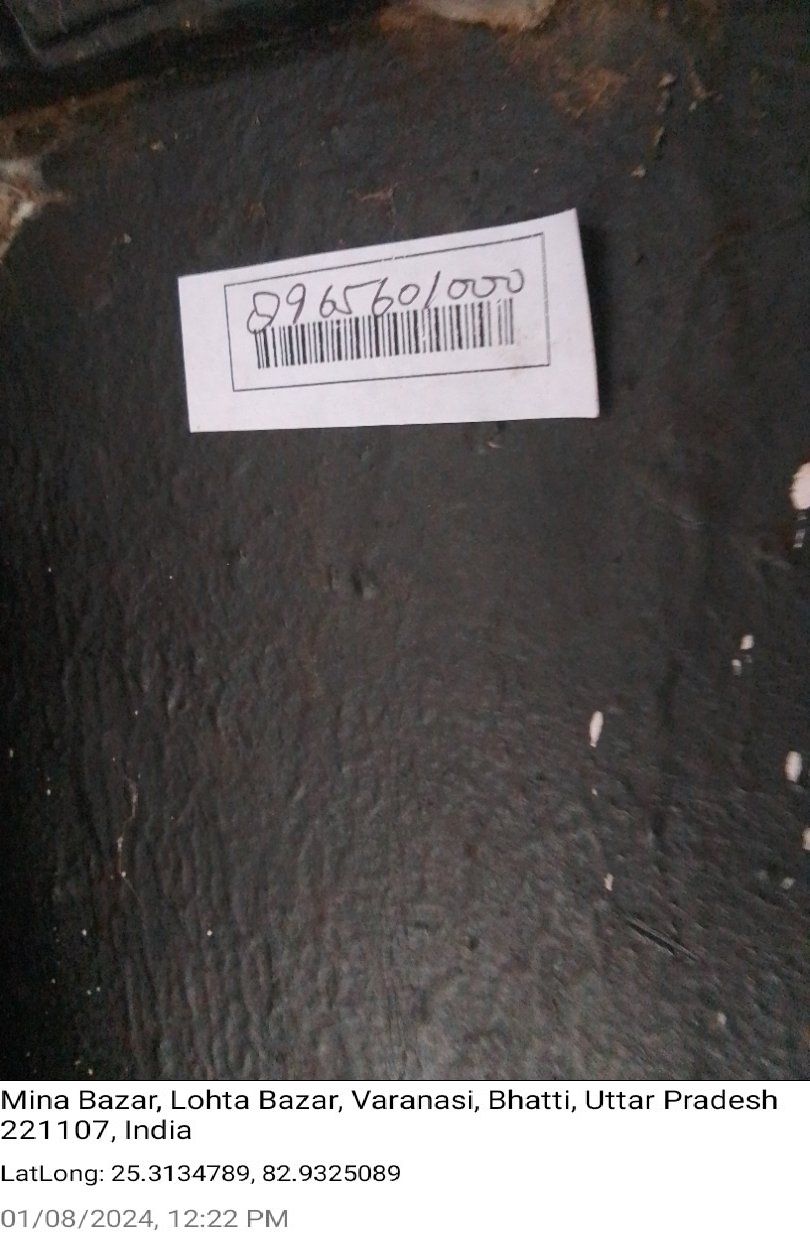 8965601000
Mina Bazar, Lohta Bazar, Varanasi, Bhatti, Uttar Pradesh
221107, India
LatLong: 25.3134789, 82.9325089
01/08/2024, 12:22 PM